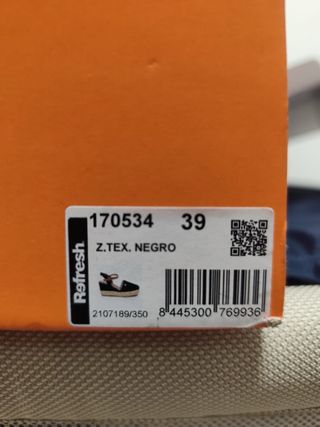 170534 39
Z.TEX. NEGRO
Refresh.
2107189/350
8 445300 769936